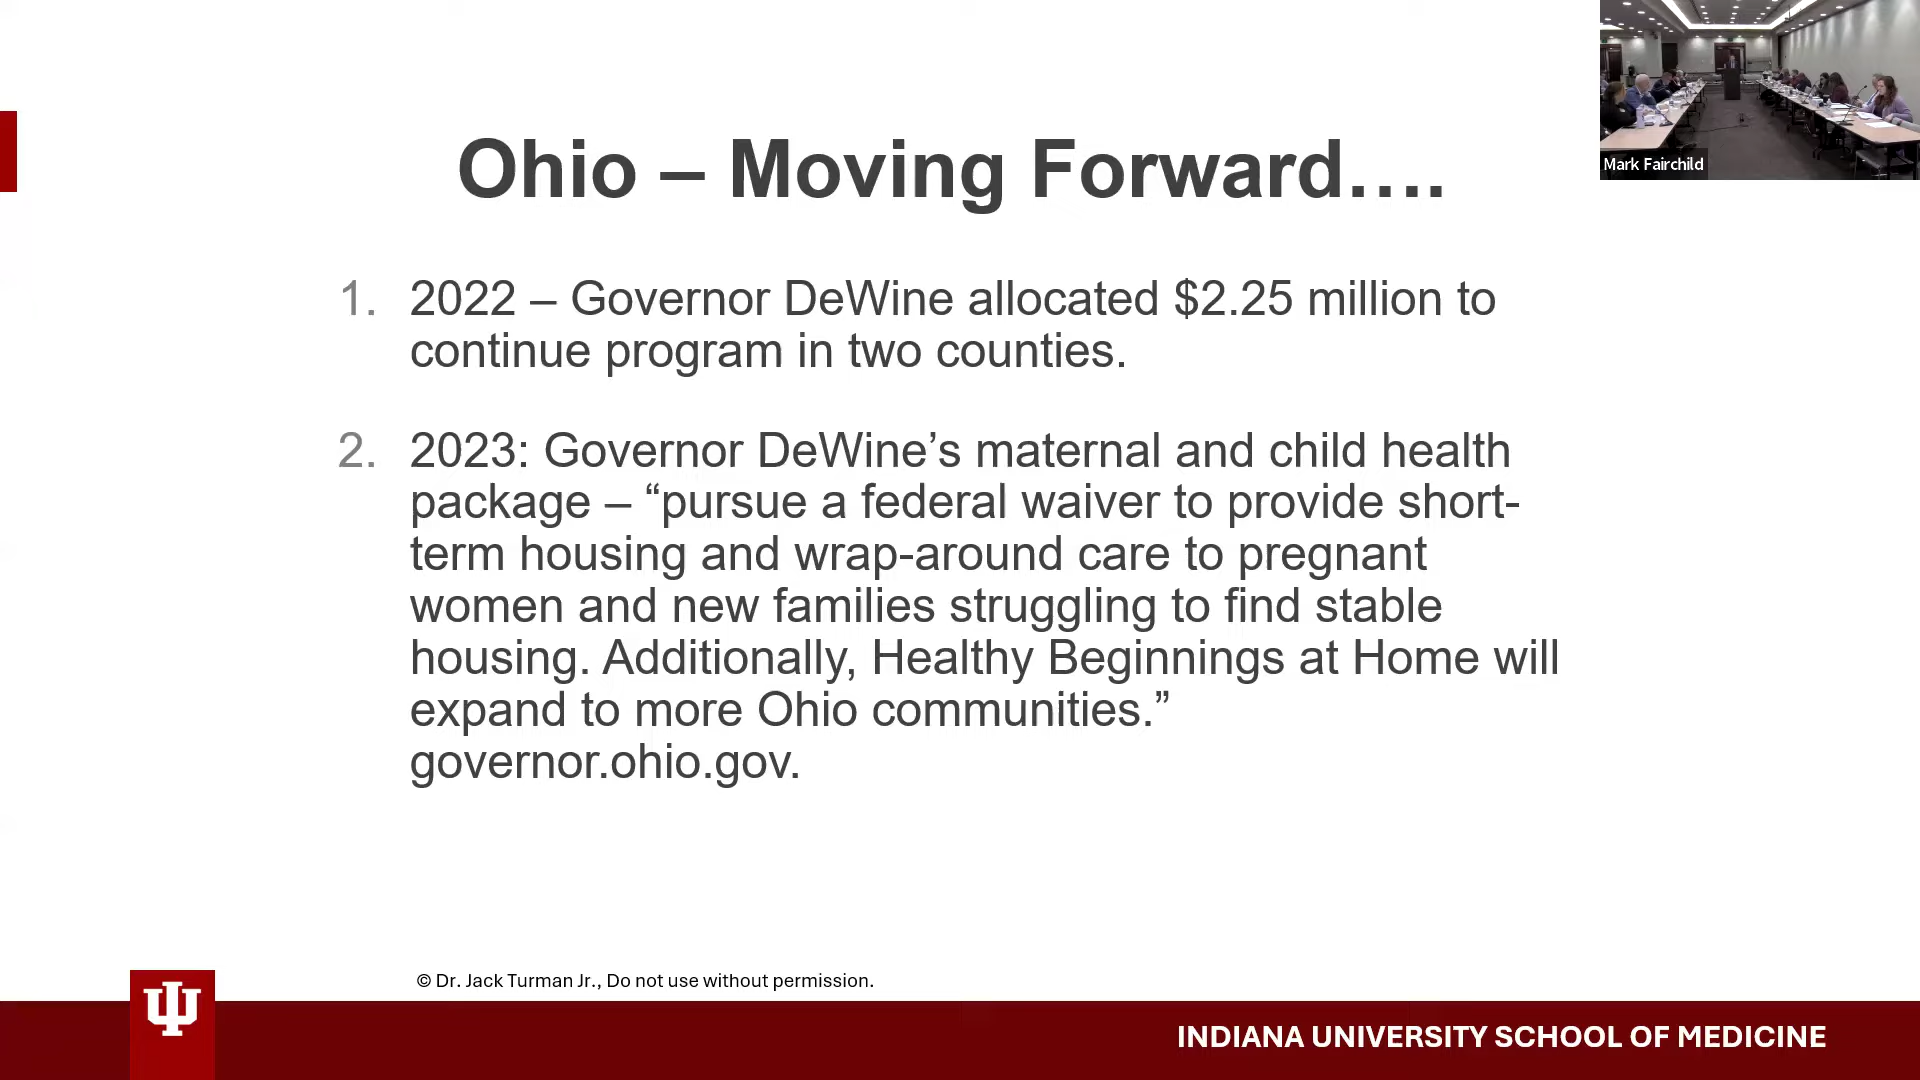 Mark Fairchild
Ohio – Moving Forward….
1. 2022 – Governor DeWine allocated $2.25 million to
continue program in two counties.
2. 2023: Governor DeWine’s maternal and child health
package – “pursue a federal waiver to provide short-
term housing and wrap-around care to pregnant
women and new families struggling to find stable
housing. Additionally, Healthy Beginnings at Home will
expand to more Ohio communities.”
governor.ohio.gov.
© Dr. Jack Turman Jr., Do not use without permission.
INDIANA UNIVERSITY SCHOOL OF MEDICINE